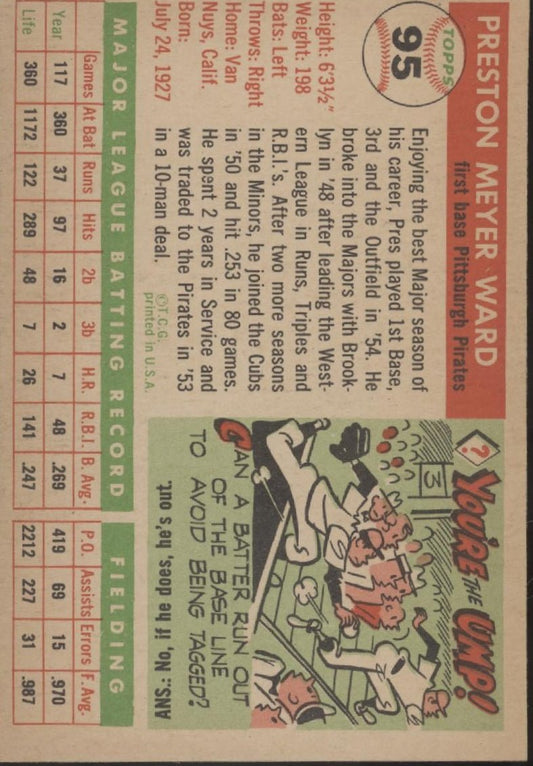 TOPPS
95
PRESTON MEYER WARD
first base Pittsburgh Pirates
Height: 6'3½"
Weight: 198
Bats: Left
Throws: Right
Home: Van
Nuys, Calif.
Born:
July 24, 1927
Enjoying the best Major season of
his career, Pres played 1st Base,
3rd and the Outfield in '54. He
broke into the Majors with Brook-
lyn in '48 after leading the West-
ern League in Runs, Triples and
R.B.I.'s. After two more seasons
in the Minors, he joined the Cubs
in '50 and hit .253 in 80 games.
He spent 2 years in Service and
was traded to the Pirates in '53
in a 10-man deal.
©T.C.G.
printed in U.S.A.
?
YOU'RE THE UMP!
3
CAN A BATTER RUN OUT
OF THE BASE LINE
TO AVOID BEING TAGGED?
ANS.: No, if he does, he's out.
MAJOR LEAGUE BATTING RECORD
FIELDING
Games At Bat Runs Hits 2b 3b H.R. R.B.I. B. Avg. P.O. Assists Errors F. Avg.
Year 117 360 37 97 16 2 7 48 .269 419 69 15 .970
Life 360 1172 122 289 48 7 26 141 .247 2212 227 31 .987